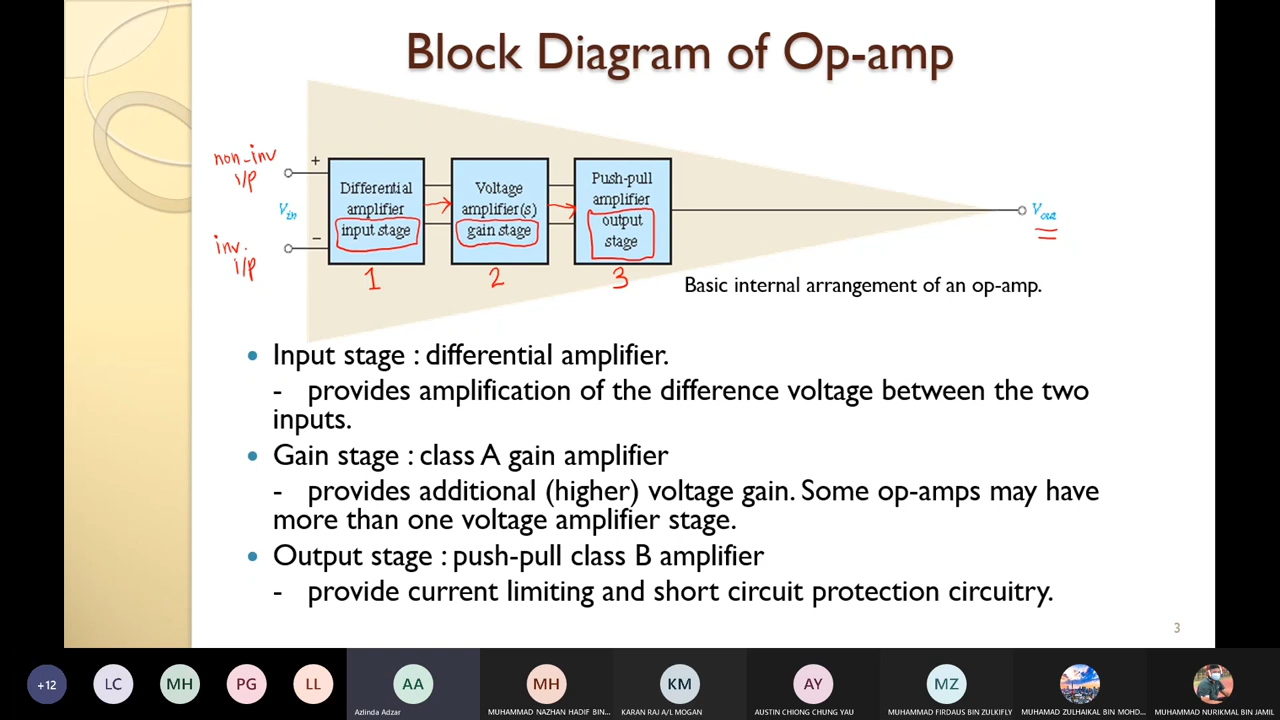 Block Diagram of Op-amp
non-inv
i/p
+
Vin
inv.
i/p
−
Differential
amplifier
input stage
1
Voltage
amplifier(s)
gain stage
2
Push-pull
amplifier
output
stage
3
Vout
Basic internal arrangement of an op-amp.
• Input stage : differential amplifier.
- provides amplification of the difference voltage between the two
inputs.
• Gain stage : class A gain amplifier
- provides additional (higher) voltage gain. Some op-amps may have
more than one voltage amplifier stage.
• Output stage : push-pull class B amplifier
- provide current limiting and short circuit protection circuitry.
3
+12
LC
MH
PG
LL
AA
Azlinda Adzar
MH
MUHAMMAD NAZHAN HADIF BIN...
KM
KARAN RAJ A/L MOGAN
AY
AUSTIN CHIONG CHUNG YAU
MZ
MUHAMMAD FIRDAUS BIN ZULKIFLY
MUHAMAD ZULHAIKAL BIN MOHD...
MUHAMMAD NURIKMAL BIN JAMIL